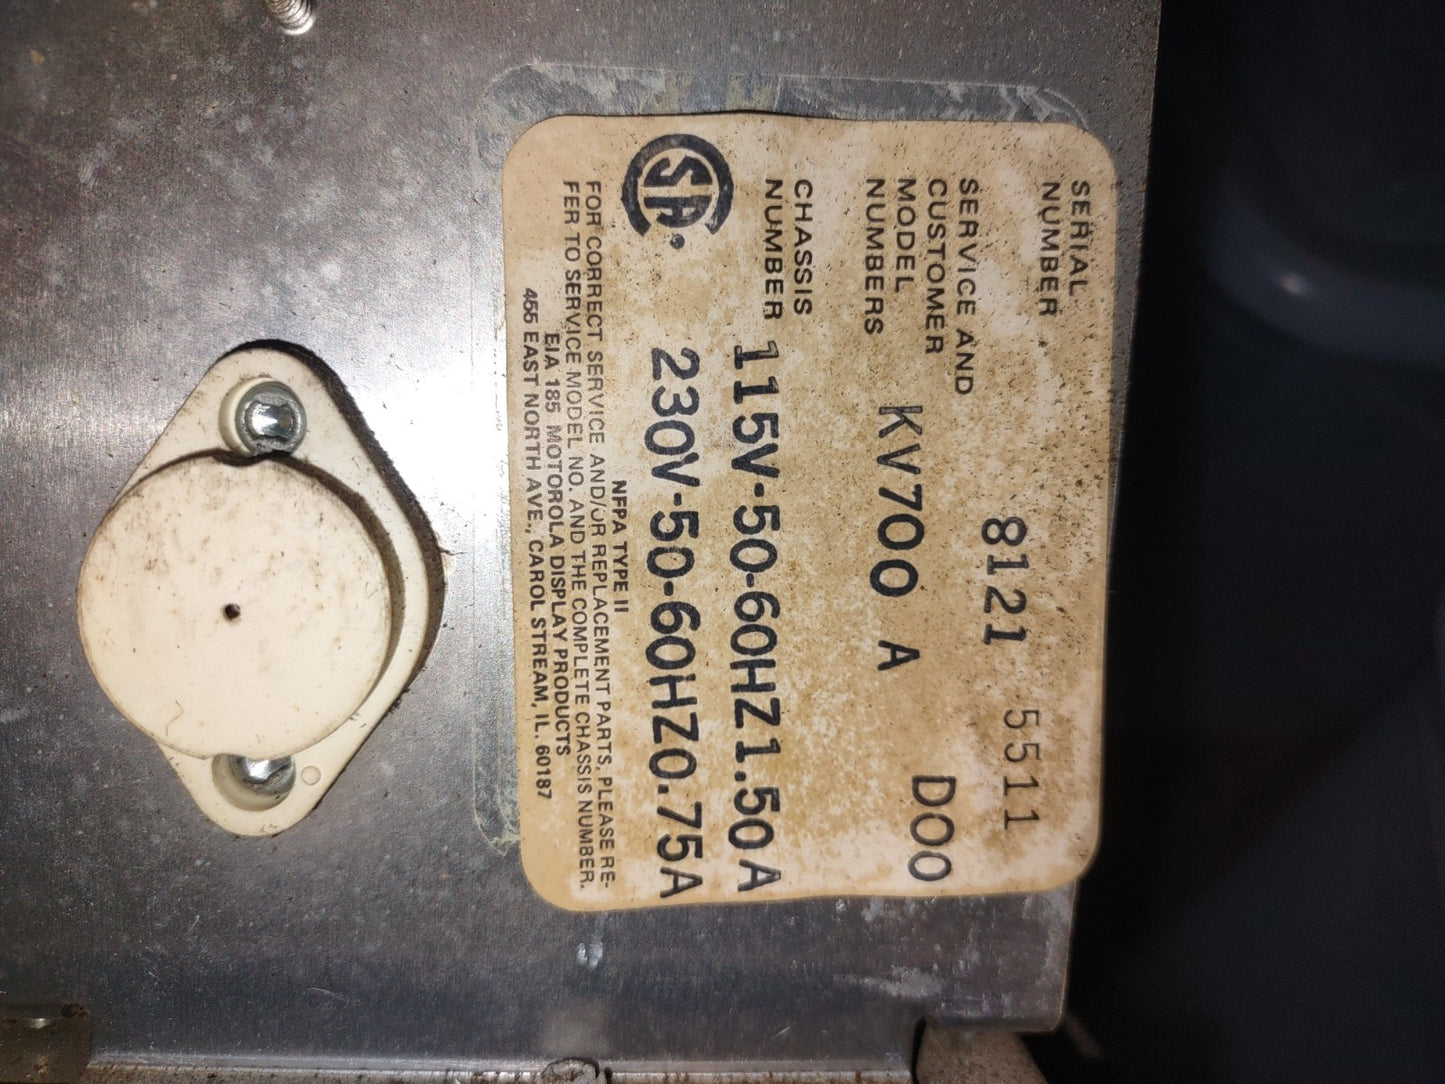 SERIAL
NUMBER
8121 5511
SERVICE AND
CUSTOMER
MODEL
NUMBERS
KV700 A D00
CHASSIS
NUMBER
115V-50-60HZ1.50A
230V-50-60HZ0.75A
SA
NFPA TYPE II
FOR CORRECT SERVICE AND/OR REPLACEMENT PARTS, PLEASE RE-
FER TO SERVICE MODEL NO. AND THE COMPLETE CHASSIS NUMBER.
EIA 185 MOTOROLA DISPLAY PRODUCTS
455 EAST NORTH AVE., CAROL STREAM, IL. 60187